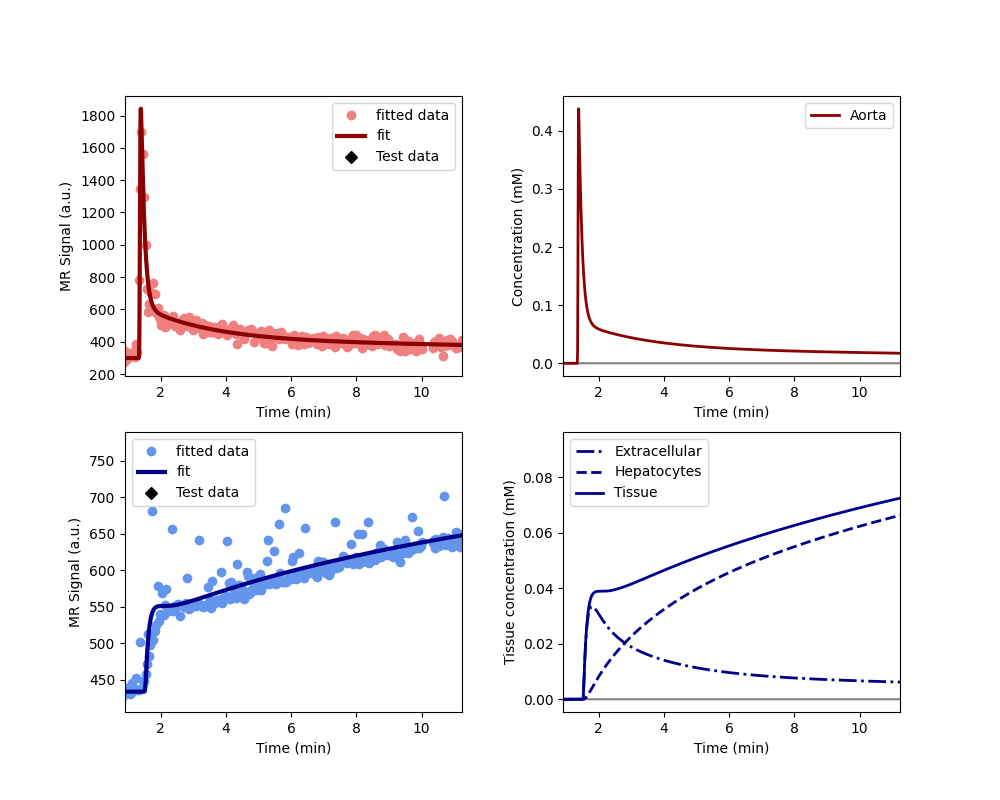 1800
1600
1400
1200
1000
800
600
400
200
MR Signal (a.u.)
fitted data
fit
Test data
2 4 6 8 10
Time (min)
0.4
0.3
0.2
0.1
0.0
Concentration (mM)
Aorta
2 4 6 8 10
Time (min)
750
700
650
600
550
500
450
MR Signal (a.u.)
fitted data
fit
Test data
2 4 6 8 10
Time (min)
0.08
0.06
0.04
0.02
0.00
Tissue concentration (mM)
Extracellular
Hepatocytes
Tissue
2 4 6 8 10
Time (min)